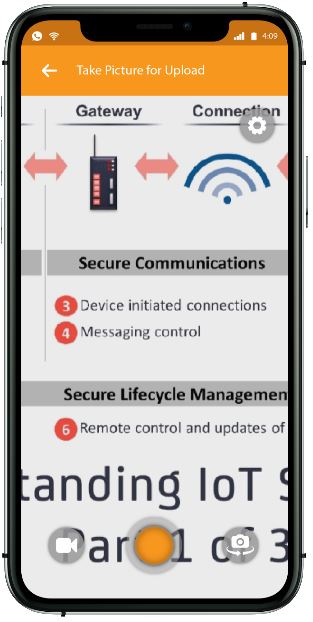 4:09
Take Picture for Upload
Gateway Connection
Secure Communications
3 Device initiated connections
4 Messaging control
Secure Lifecycle Managemen
6 Remote control and updates of
tanding IoT S
Part 1 of 3